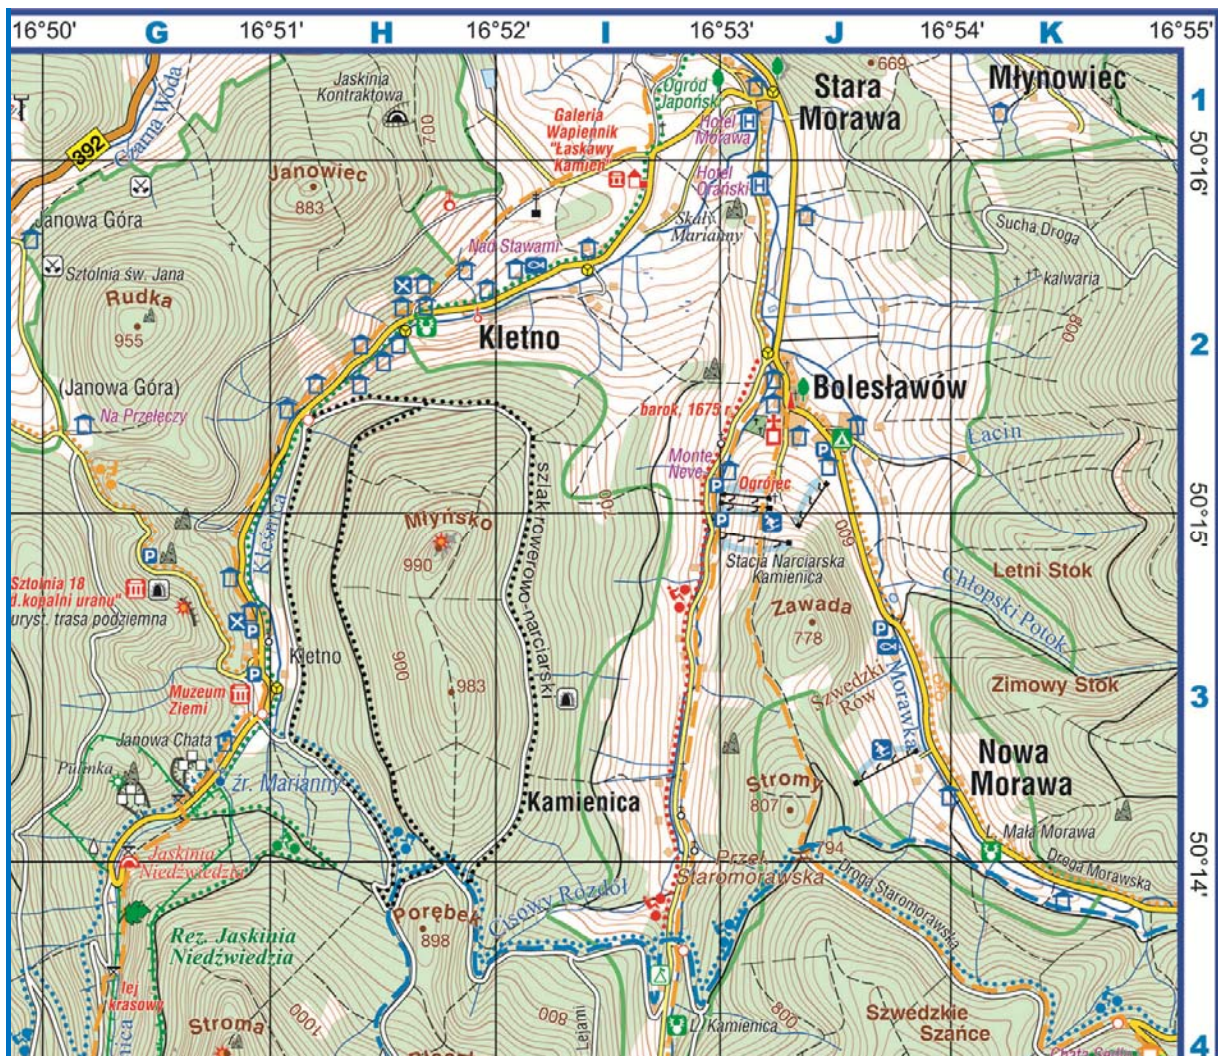 16°50'
G
16°51'
H
16°52'
I
16°53'
J
16°54'
K
16°55'
1
50°16'
2
50°15'
3
50°14'
4
392
Czarna Woda
Jaskinia
Kontraktowa
700
Galeria
Wapiennik
"Łaskawy
Kamień"
Ogród
Japoński
Hotel
Morawa
Stara
Morawa
669
Młynowiec
Janowiec
883
Hotel
Orański
Skały
Marianny
Sucha Droga
kalwaria
800
Janowa Góra
Sztolnia św. Jana
Rudka
955
Nad Stawami
Kletno
(Janowa Góra)
Na Przełęczy
Bolesławów
barok. 1675 r.
Monte
Neve
Ogrójec
Łacin
Kleśnica
Młyńsko
990
szlak rowerowo-narciarski
700
600
Stacja Narciarska
Kamienica
Letni Stok
Chłopski Potok
Sztolnia 18
d.kopalni uranu"
uryst. trasa podziemna
Zawada
778
Kletno
900
983
Muzeum
Ziemi
Szwedzki
Rów
Morawka
Zimowy Stok
Janowa Chata
Pulinka
źr. Marianny
Kamienica
Stromy
807
Nowa
Morawa
794
L. Mała Morawa
Droga Morawska
Jaskinia
Niedźwiedzia
Przeł.
Staromorawska
Droga Staromorawska
Cisowy Rozdół
Porębek
898
Rez. Jaskinia
Niedźwiedzia
lej
krasowy
1000
Stroma
800
L. Kamienica
800
Szwedzkie
Szańce